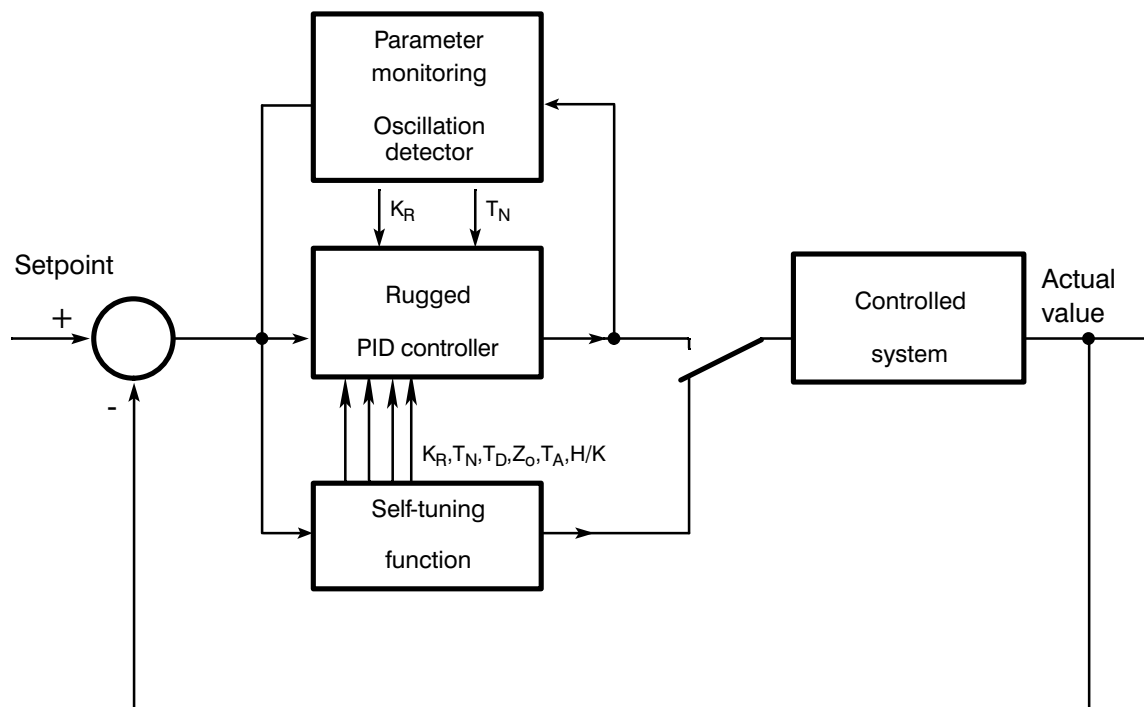 Parameter
monitoring
Oscillation
detector
K_R
T_N
Setpoint
+
-
Rugged
PID controller
Controlled
system
Actual
value
K_R,T_N,T_D,Z_o,T_A,H/K
Self-tuning
function